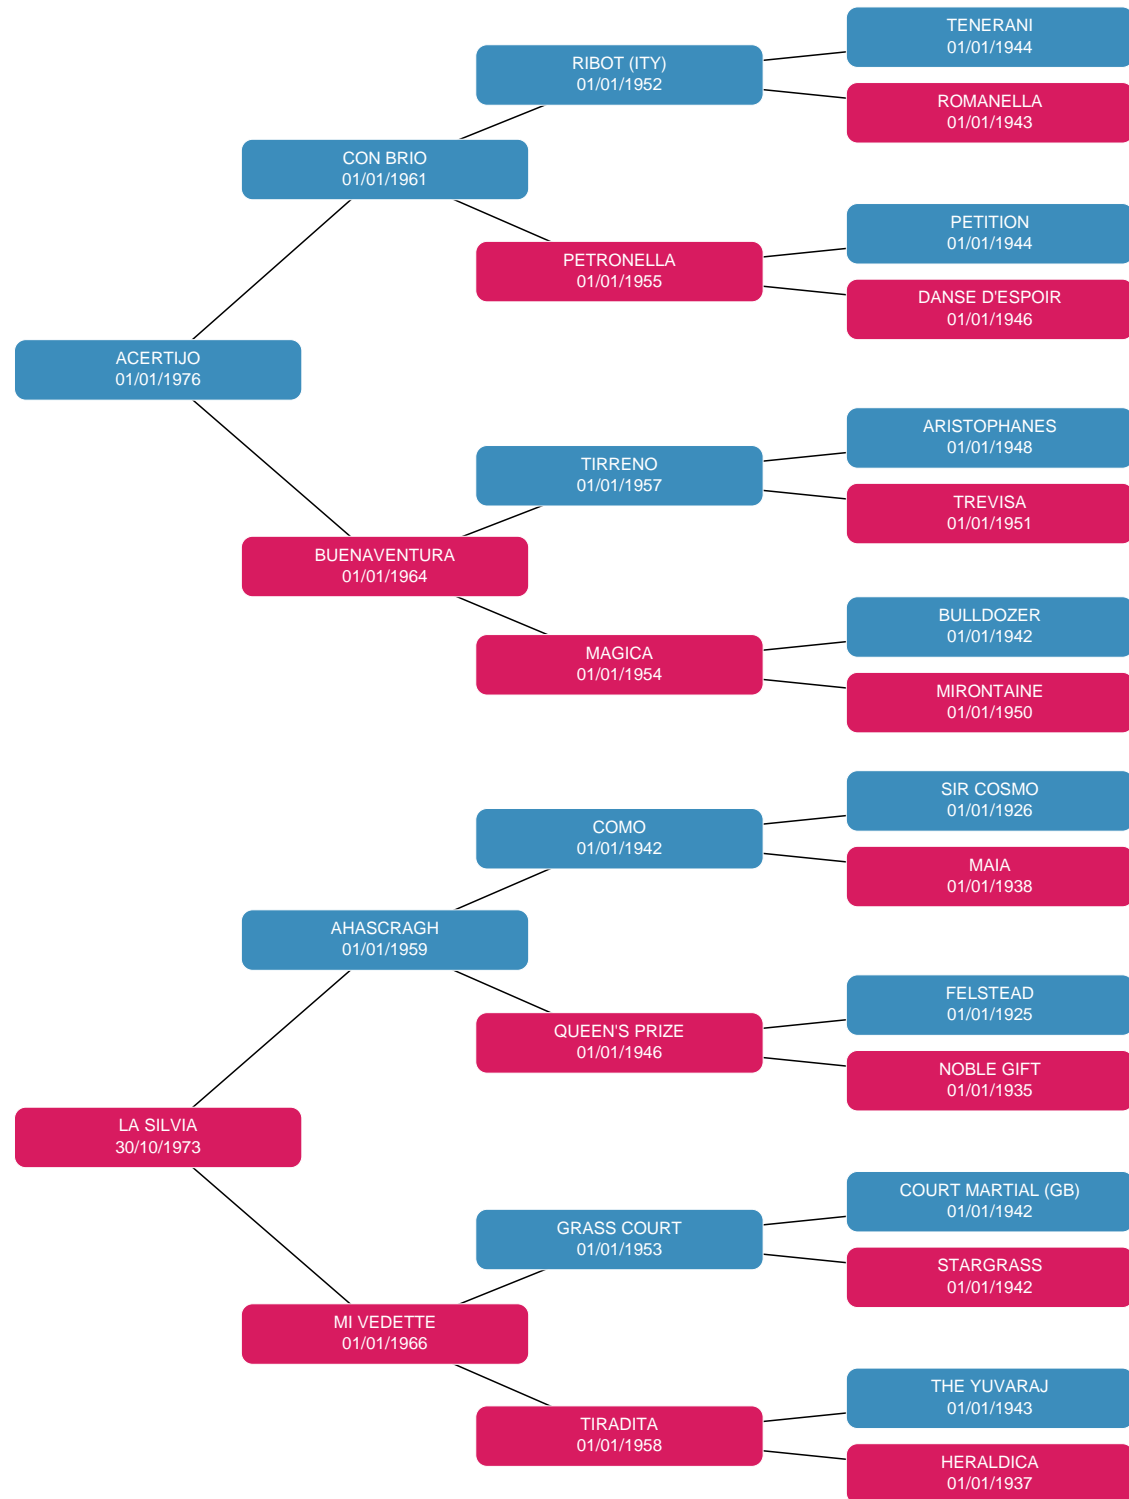 TENERANI
01/01/1944
RIBOT (ITY)
01/01/1952
ROMANELLA
01/01/1943
CON BRIO
01/01/1961
PETITION
01/01/1944
PETRONELLA
01/01/1955
DANSE D'ESPOIR
01/01/1946
ACERTIJO
01/01/1976
ARISTOPHANES
01/01/1948
TIRRENO
01/01/1957
TREVISA
01/01/1951
BUENAVENTURA
01/01/1964
BULLDOZER
01/01/1942
MAGICA
01/01/1954
MIRONTAINE
01/01/1950
SIR COSMO
01/01/1926
COMO
01/01/1942
MAIA
01/01/1938
AHASCRAGH
01/01/1959
FELSTEAD
01/01/1925
QUEEN'S PRIZE
01/01/1946
NOBLE GIFT
01/01/1935
LA SILVIA
30/10/1973
COURT MARTIAL (GB)
01/01/1942
GRASS COURT
01/01/1953
STARGRASS
01/01/1942
MI VEDETTE
01/01/1966
THE YUVARAJ
01/01/1943
TIRADITA
01/01/1958
HERALDICA
01/01/1937